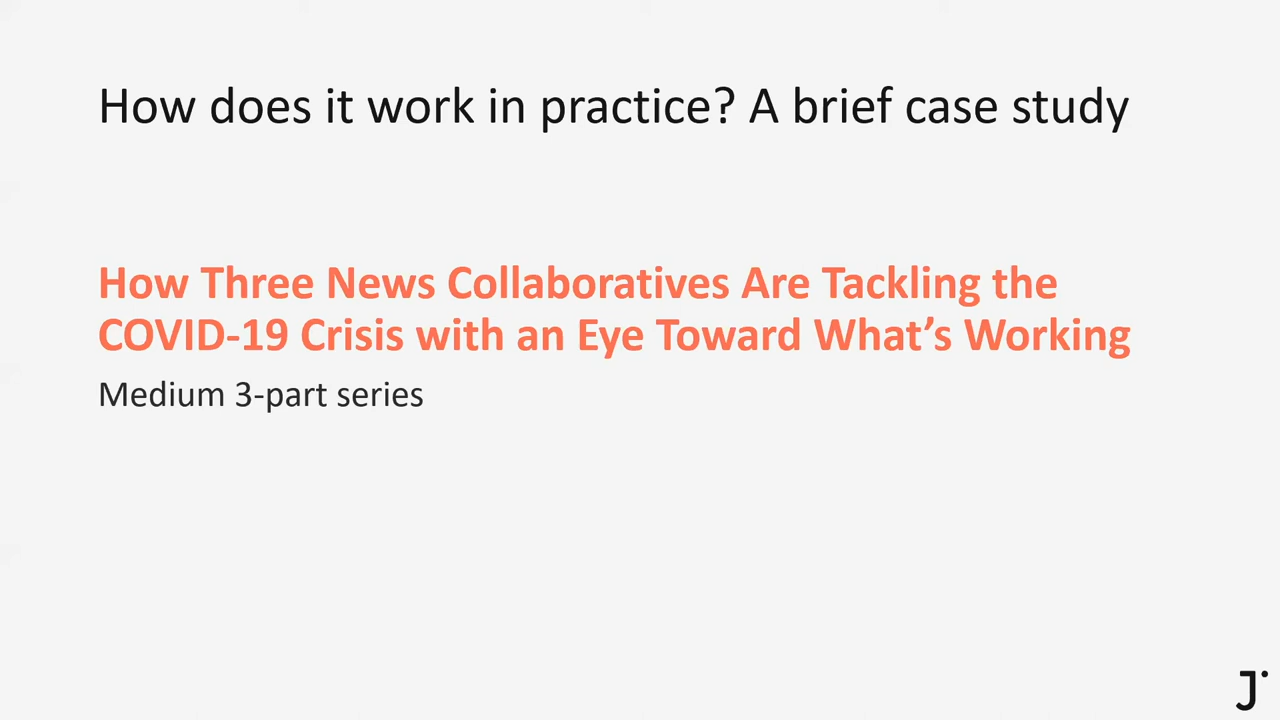 How does it work in practice? A brief case study
How Three News Collaboratives Are Tackling the
COVID-19 Crisis with an Eye Toward What’s Working
Medium 3-part series
J